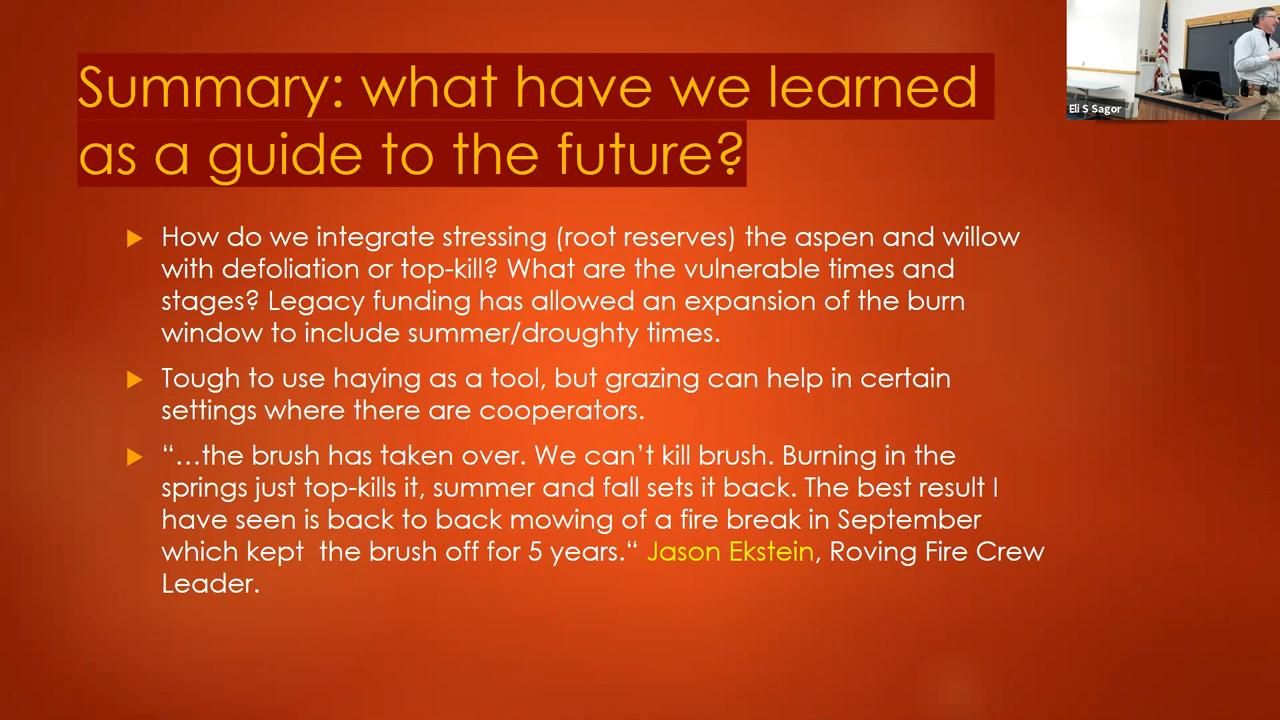 Summary: what have we learned
as a guide to the future?
Eli S Sagor
How do we integrate stressing (root reserves) the aspen and willow
with defoliation or top-kill? What are the vulnerable times and
stages? Legacy funding has allowed an expansion of the burn
window to include summer/droughty times.
Tough to use haying as a tool, but grazing can help in certain
settings where there are cooperators.
“…the brush has taken over. We can’t kill brush. Burning in the
springs just top-kills it, summer and fall sets it back. The best result I
have seen is back to back mowing of a fire break in September
which kept  the brush off for 5 years.“ Jason Ekstein, Roving Fire Crew
Leader.